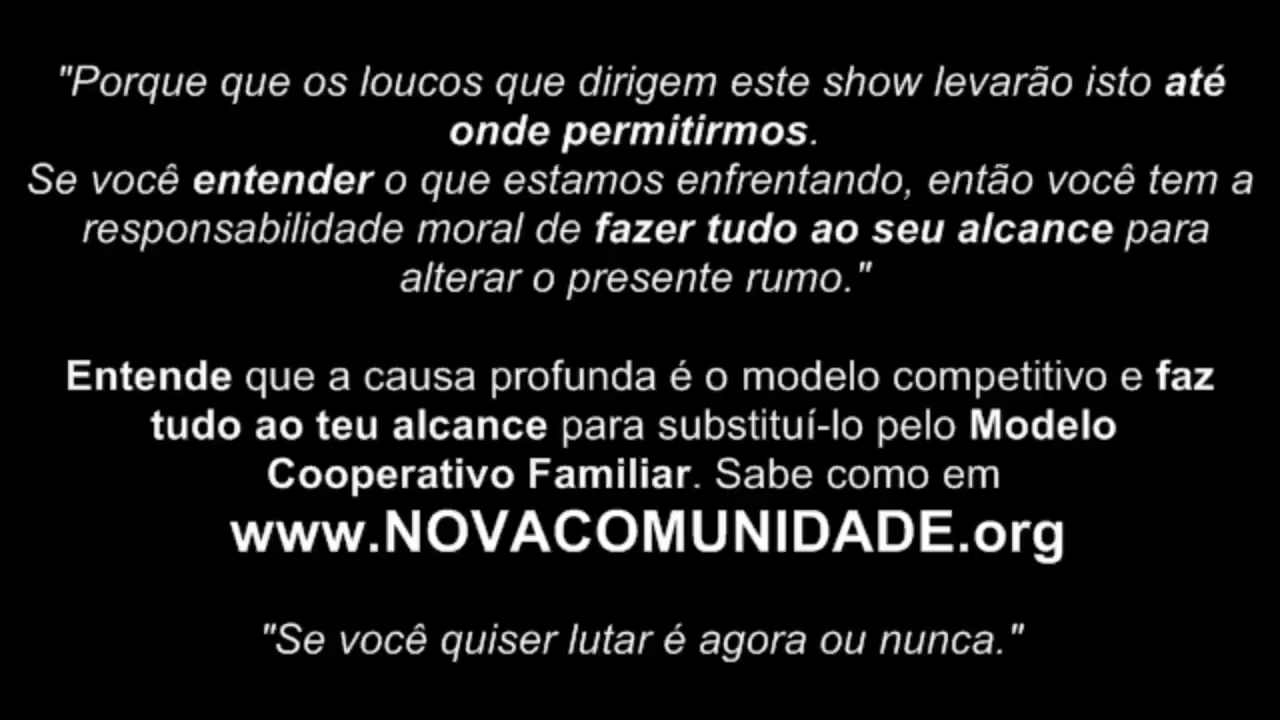 "Porque que os loucos que dirigem este show levarão isto até
onde permitirmos.
Se você entender o que estamos enfrentando, então você tem a
responsabilidade moral de fazer tudo ao seu alcance para
alterar o presente rumo."
Entende que a causa profunda é o modelo competitivo e faz
tudo ao teu alcance para substituí-lo pelo Modelo
Cooperativo Familiar. Sabe como em
www.NOVACOMUNIDADE.org
"Se você quiser lutar é agora ou nunca."